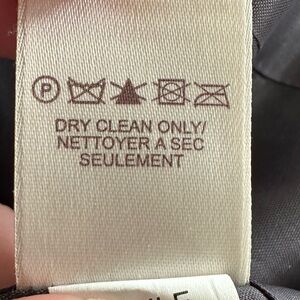 P
DRY CLEAN ONLY/
NETTOYER A SEC
SEULEMENT